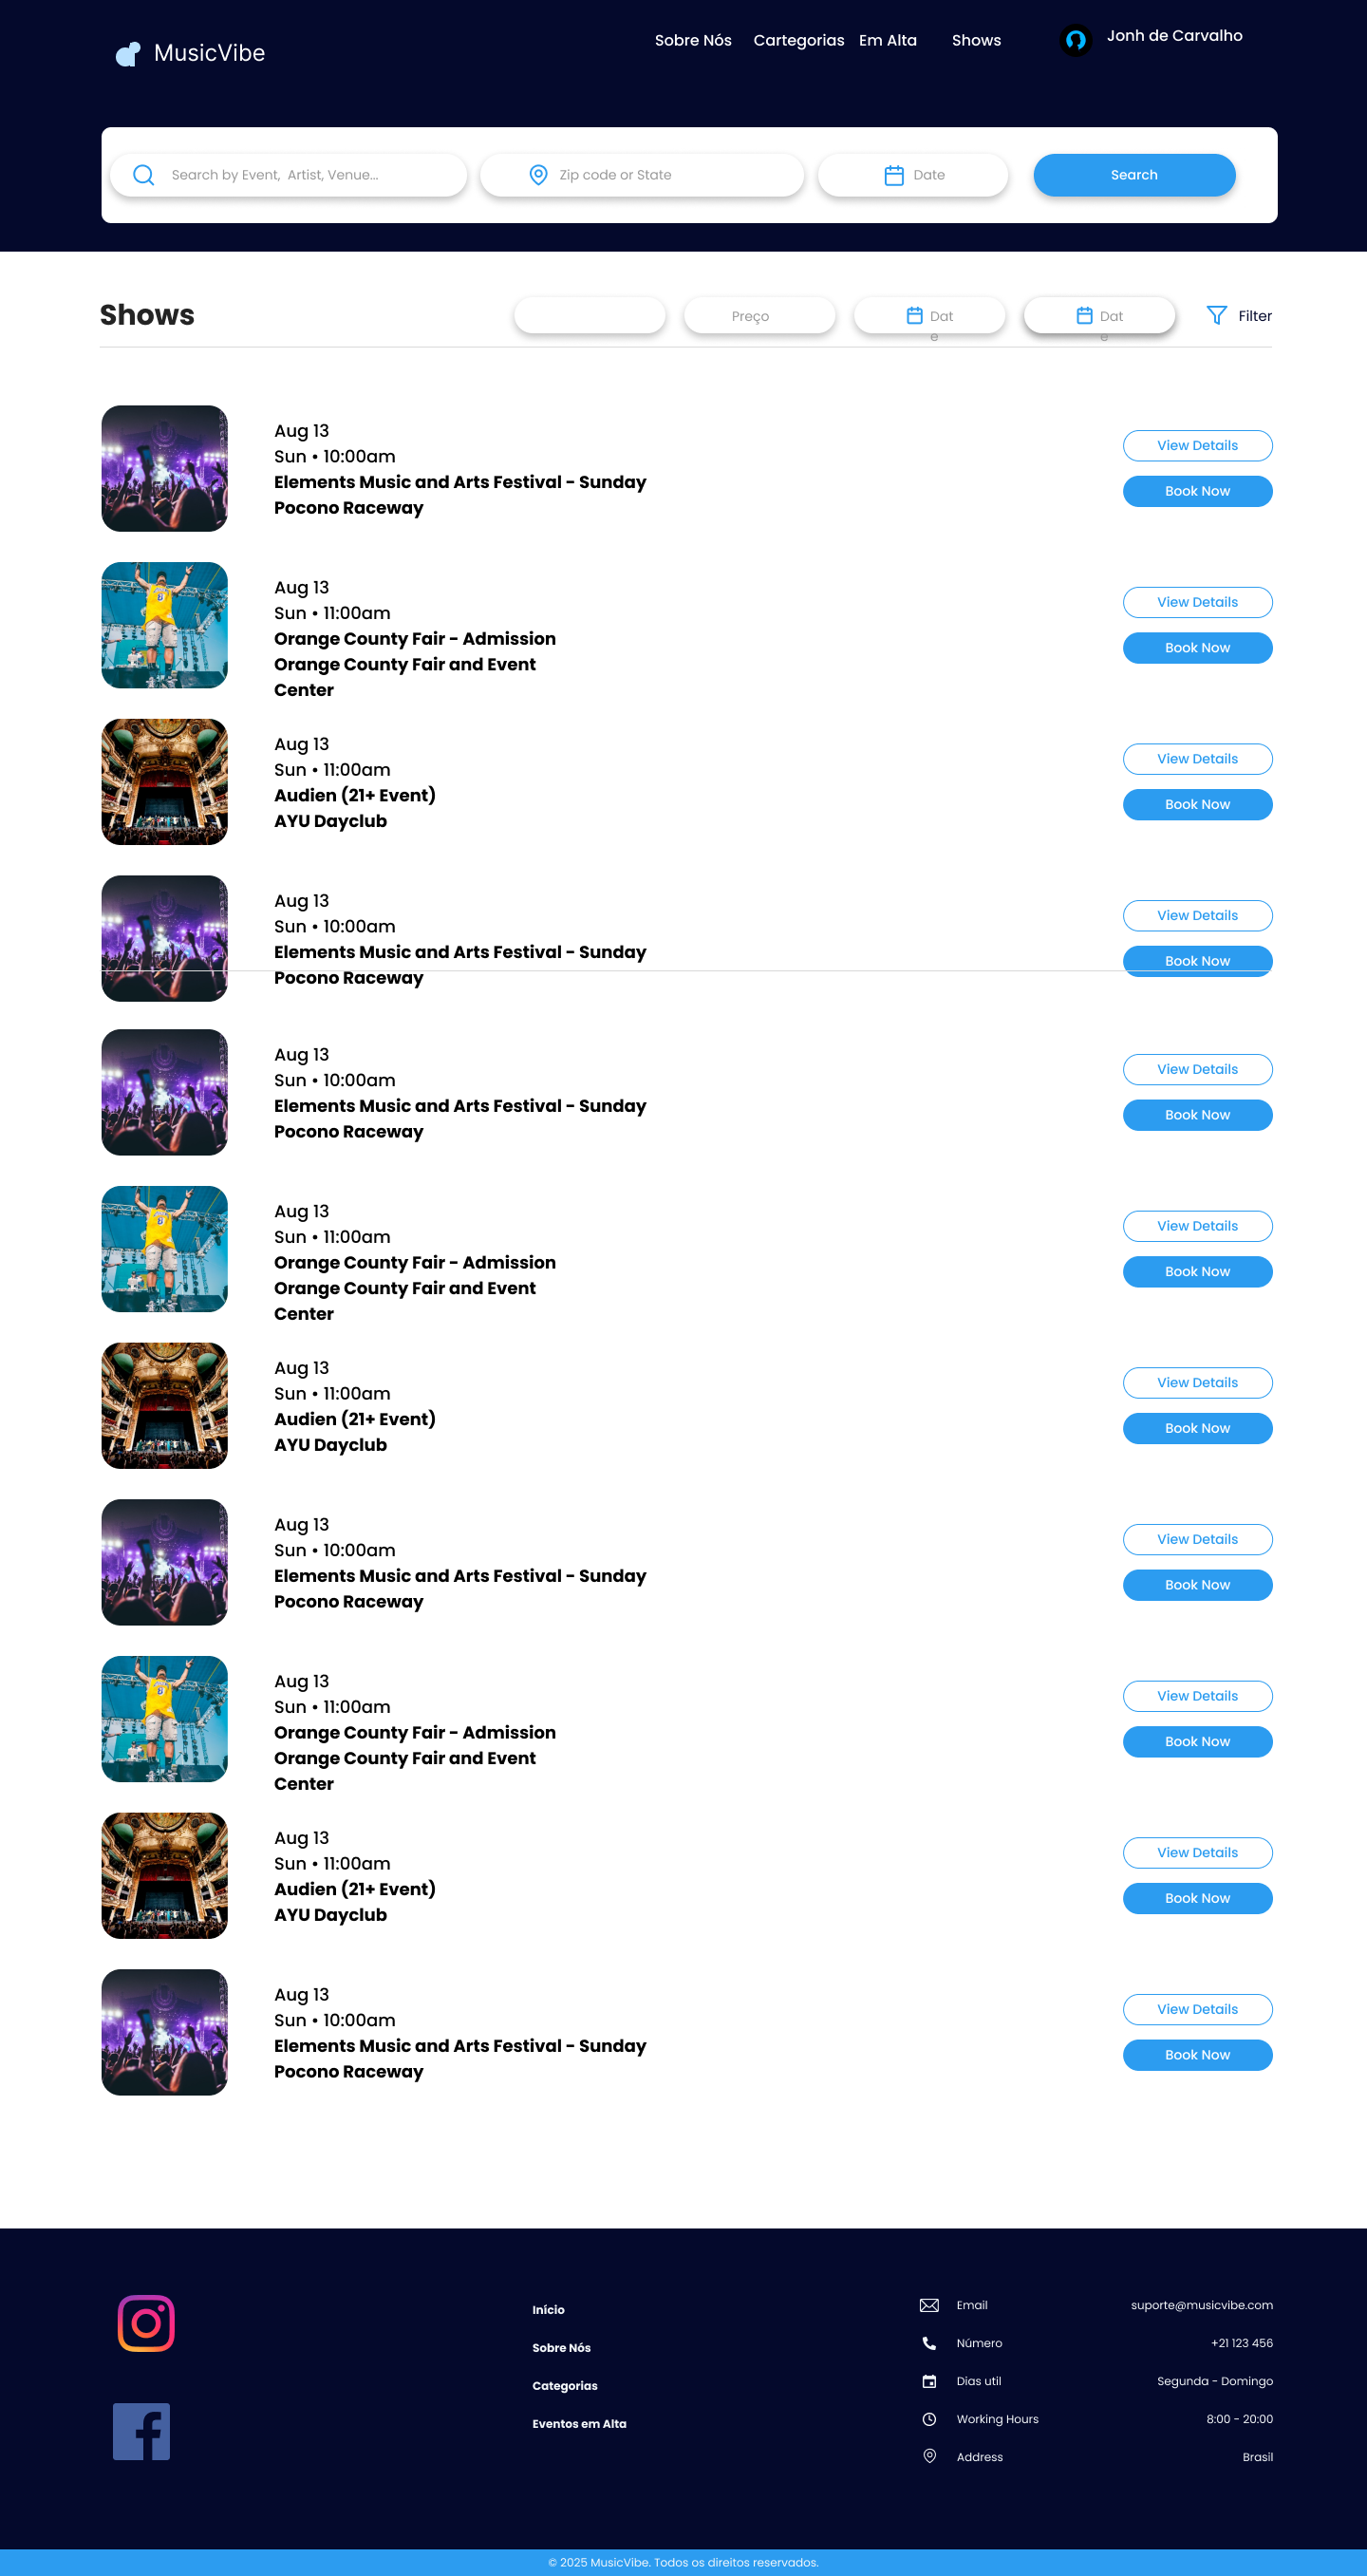 MusicVibe
Sobre Nós Cartegorias Em Alta Shows
Jonh de Carvalho
Search by Event, Artist, Venue...
Zip code or State
Date
Search
Shows
Preço
Dat
e
Dat
e
Filter
Aug 13
Sun • 10:00am
Elements Music and Arts Festival - Sunday
Pocono Raceway
View Details
Book Now
Aug 13
Sun • 11:00am
Orange County Fair - Admission
Orange County Fair and Event
Center
View Details
Book Now
Aug 13
Sun • 11:00am
Audien (21+ Event)
AYU Dayclub
View Details
Book Now
Aug 13
Sun • 10:00am
Elements Music and Arts Festival - Sunday
Pocono Raceway
View Details
Book Now
Aug 13
Sun • 10:00am
Elements Music and Arts Festival - Sunday
Pocono Raceway
View Details
Book Now
Aug 13
Sun • 11:00am
Orange County Fair - Admission
Orange County Fair and Event
Center
View Details
Book Now
Aug 13
Sun • 11:00am
Audien (21+ Event)
AYU Dayclub
View Details
Book Now
Aug 13
Sun • 10:00am
Elements Music and Arts Festival - Sunday
Pocono Raceway
View Details
Book Now
Aug 13
Sun • 11:00am
Orange County Fair - Admission
Orange County Fair and Event
Center
View Details
Book Now
Aug 13
Sun • 11:00am
Audien (21+ Event)
AYU Dayclub
View Details
Book Now
Aug 13
Sun • 10:00am
Elements Music and Arts Festival - Sunday
Pocono Raceway
View Details
Book Now
Início
Sobre Nós
Categorias
Eventos em Alta
Email suporte@musicvibe.com
Número +21 123 456
Dias util Segunda - Domingo
Working Hours 8:00 - 20:00
Address Brasil
© 2025 MusicVibe. Todos os direitos reservados.